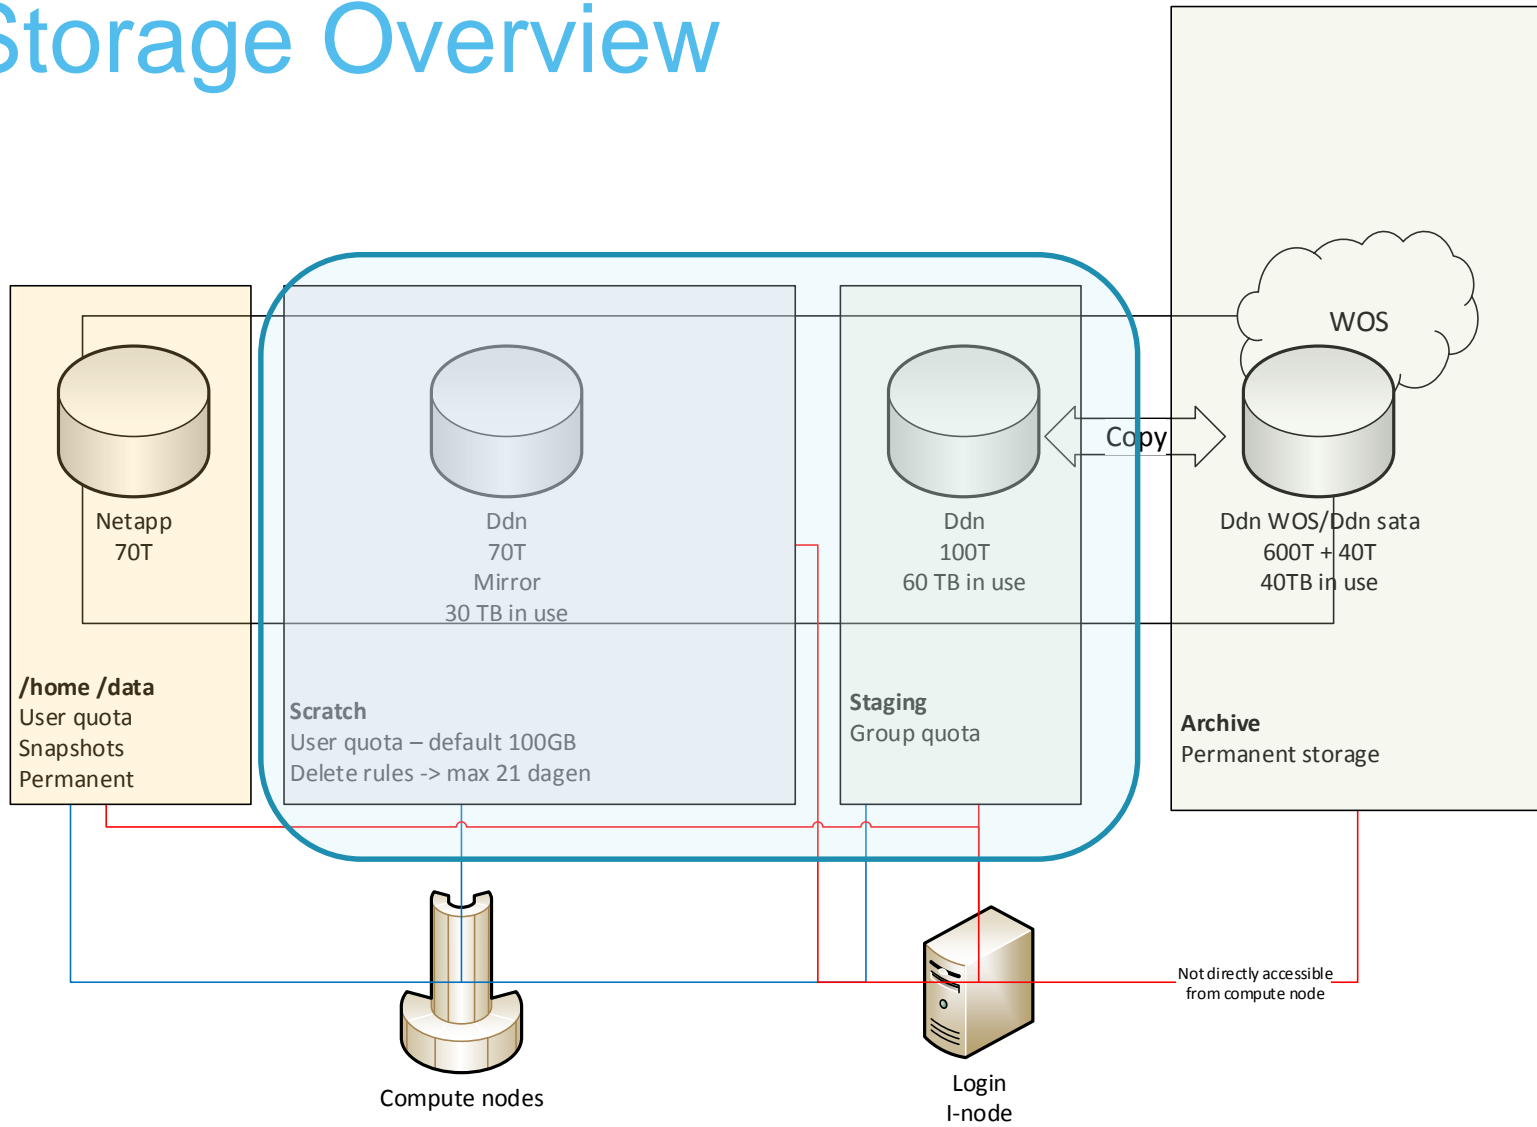 Storage Overview
WOS
Copy
Netapp
70T
Ddn
70T
Mirror
30 TB in use
Ddn
100T
60 TB in use
Ddn WOS/Ddn sata
600T + 40T
40TB in use
/home /data
User quota
Snapshots
Permanent
Scratch
User quota – default 100GB
Delete rules -> max 21 dagen
Staging
Group quota
Archive
Permanent storage
Not directly accessible
from compute node
Compute nodes
Login
I-node